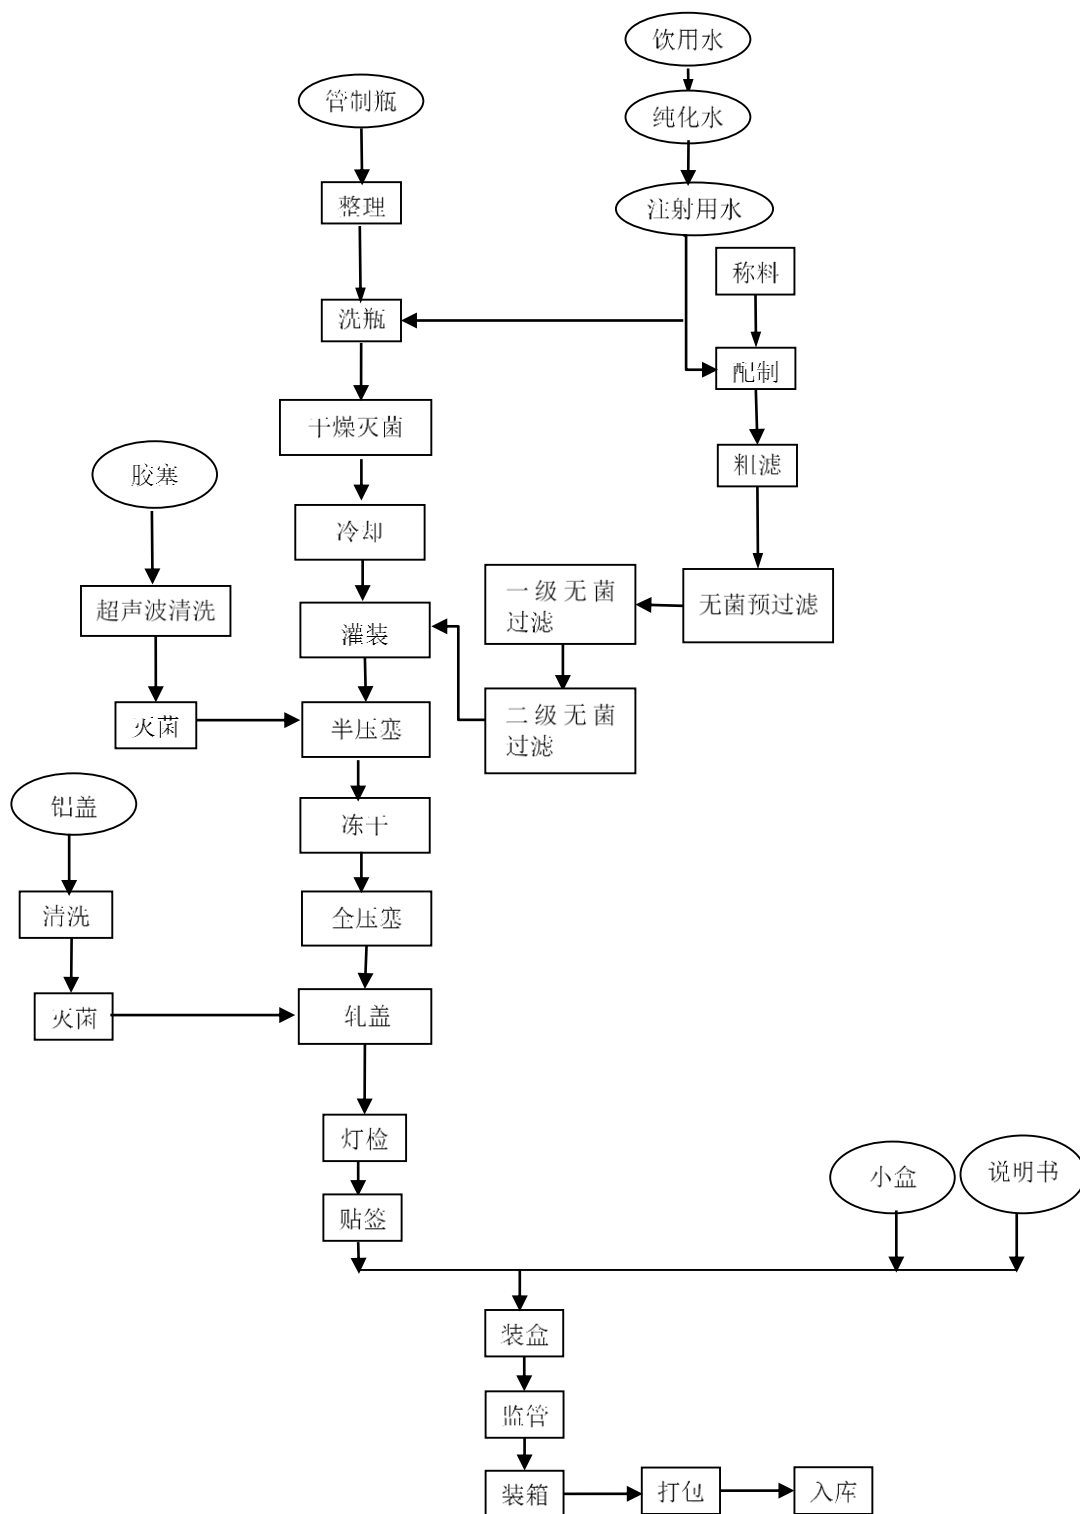 饮用水
管制瓶
纯化水
整理
注射用水
称料
洗瓶
配制
干燥灭菌
胶塞
粗滤
冷却
超声波清洗
一级无菌
过滤
无菌预过滤
灌装
灭菌
半压塞
二级无菌
过滤
铝盖
冻干
清洗
全压塞
灭菌
轧盖
灯检
小盒
说明书
贴签
装盒
监管
装箱
打包
入库